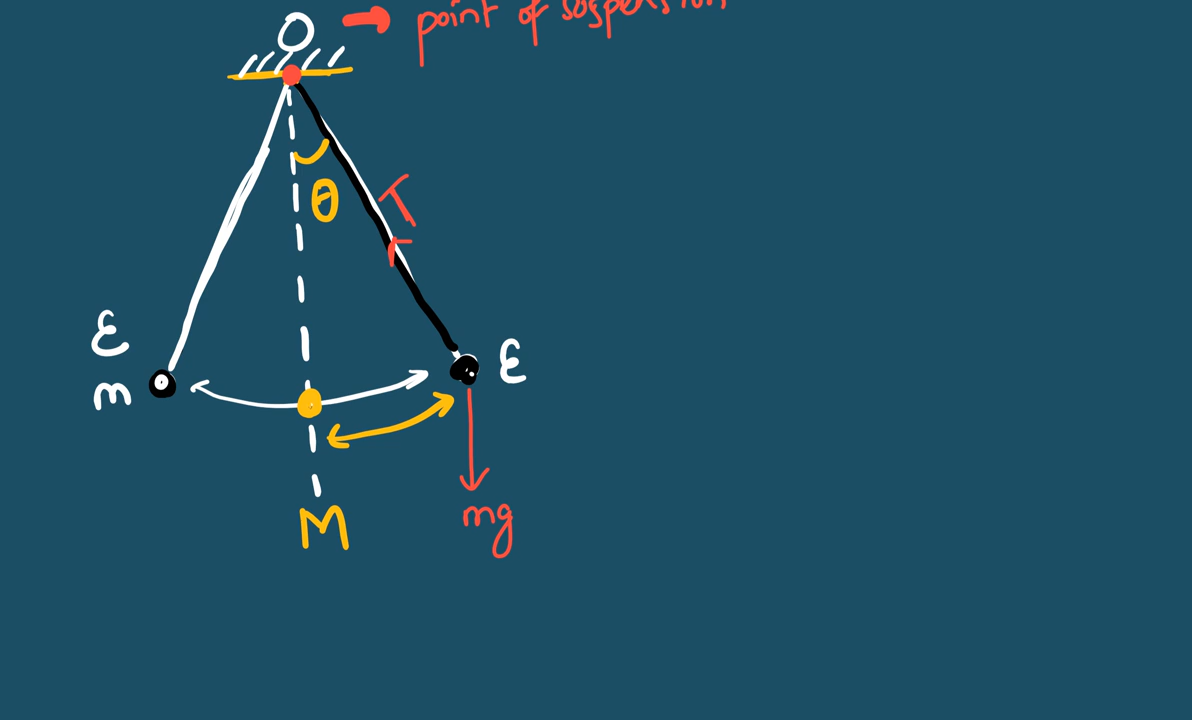 O
point of suspension
θ
T
Ɛ
m
Ɛ
M
mg